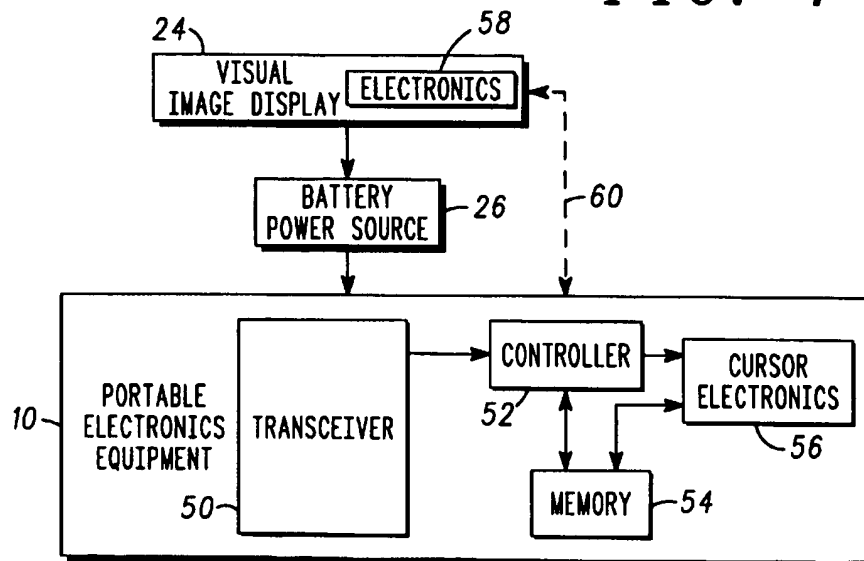 24
58
VISUAL
IMAGE DISPLAY
ELECTRONICS
BATTERY
POWER SOURCE
26
60
10
PORTABLE
ELECTRONICS
EQUIPMENT
TRANSCEIVER
50
CONTROLLER
52
CURSOR
ELECTRONICS
56
MEMORY
54